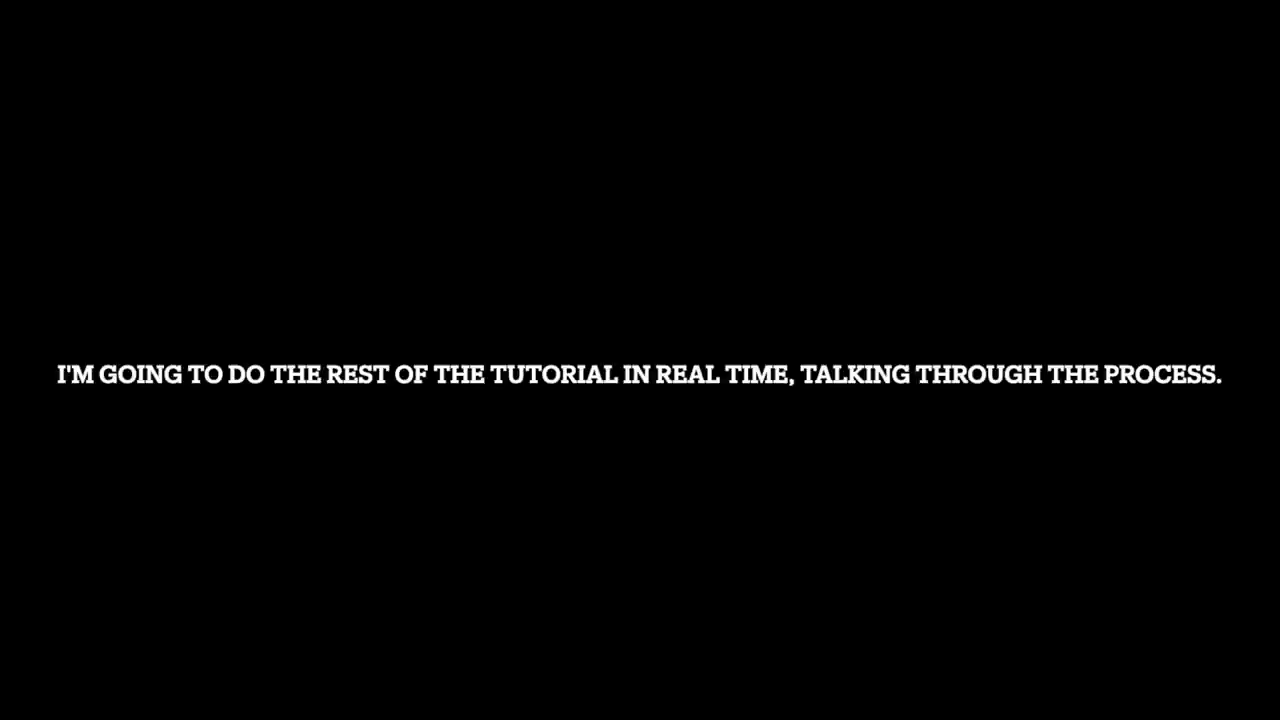 I'M GOING TO DO THE REST OF THE TUTORIAL IN REAL TIME, TALKING THROUGH THE PROCESS.